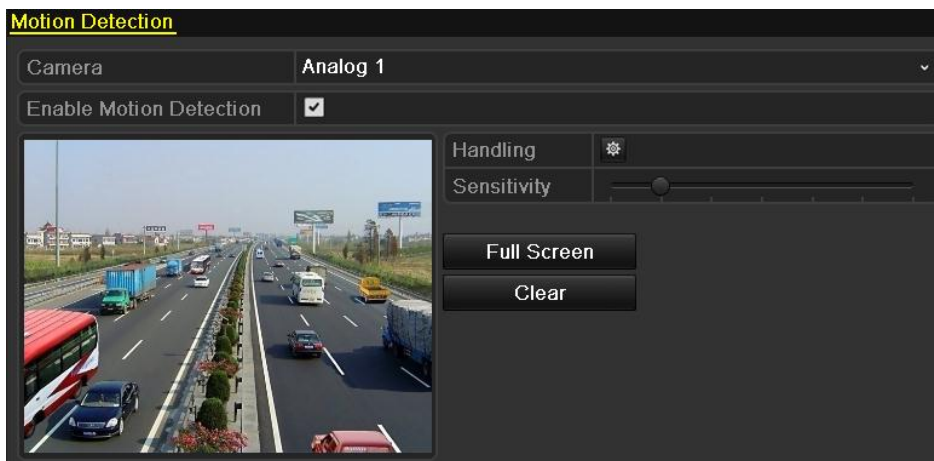 Motion Detection
Camera
Analog 1
Enable Motion Detection
Handling
Sensitivity
Full Screen
Clear